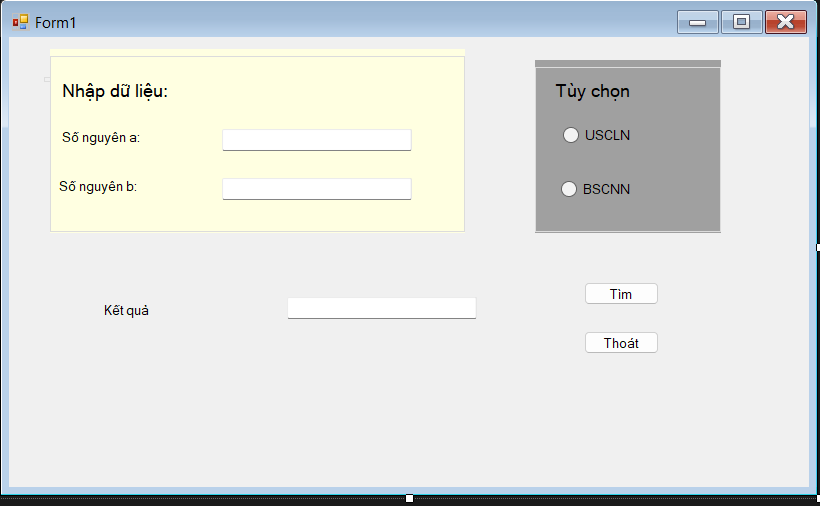 Form1
Nhập dữ liệu:
Số nguyên a:
Số nguyên b:
Tùy chọn
USCLN
BSCNN
Kết quả
Tìm
Thoát